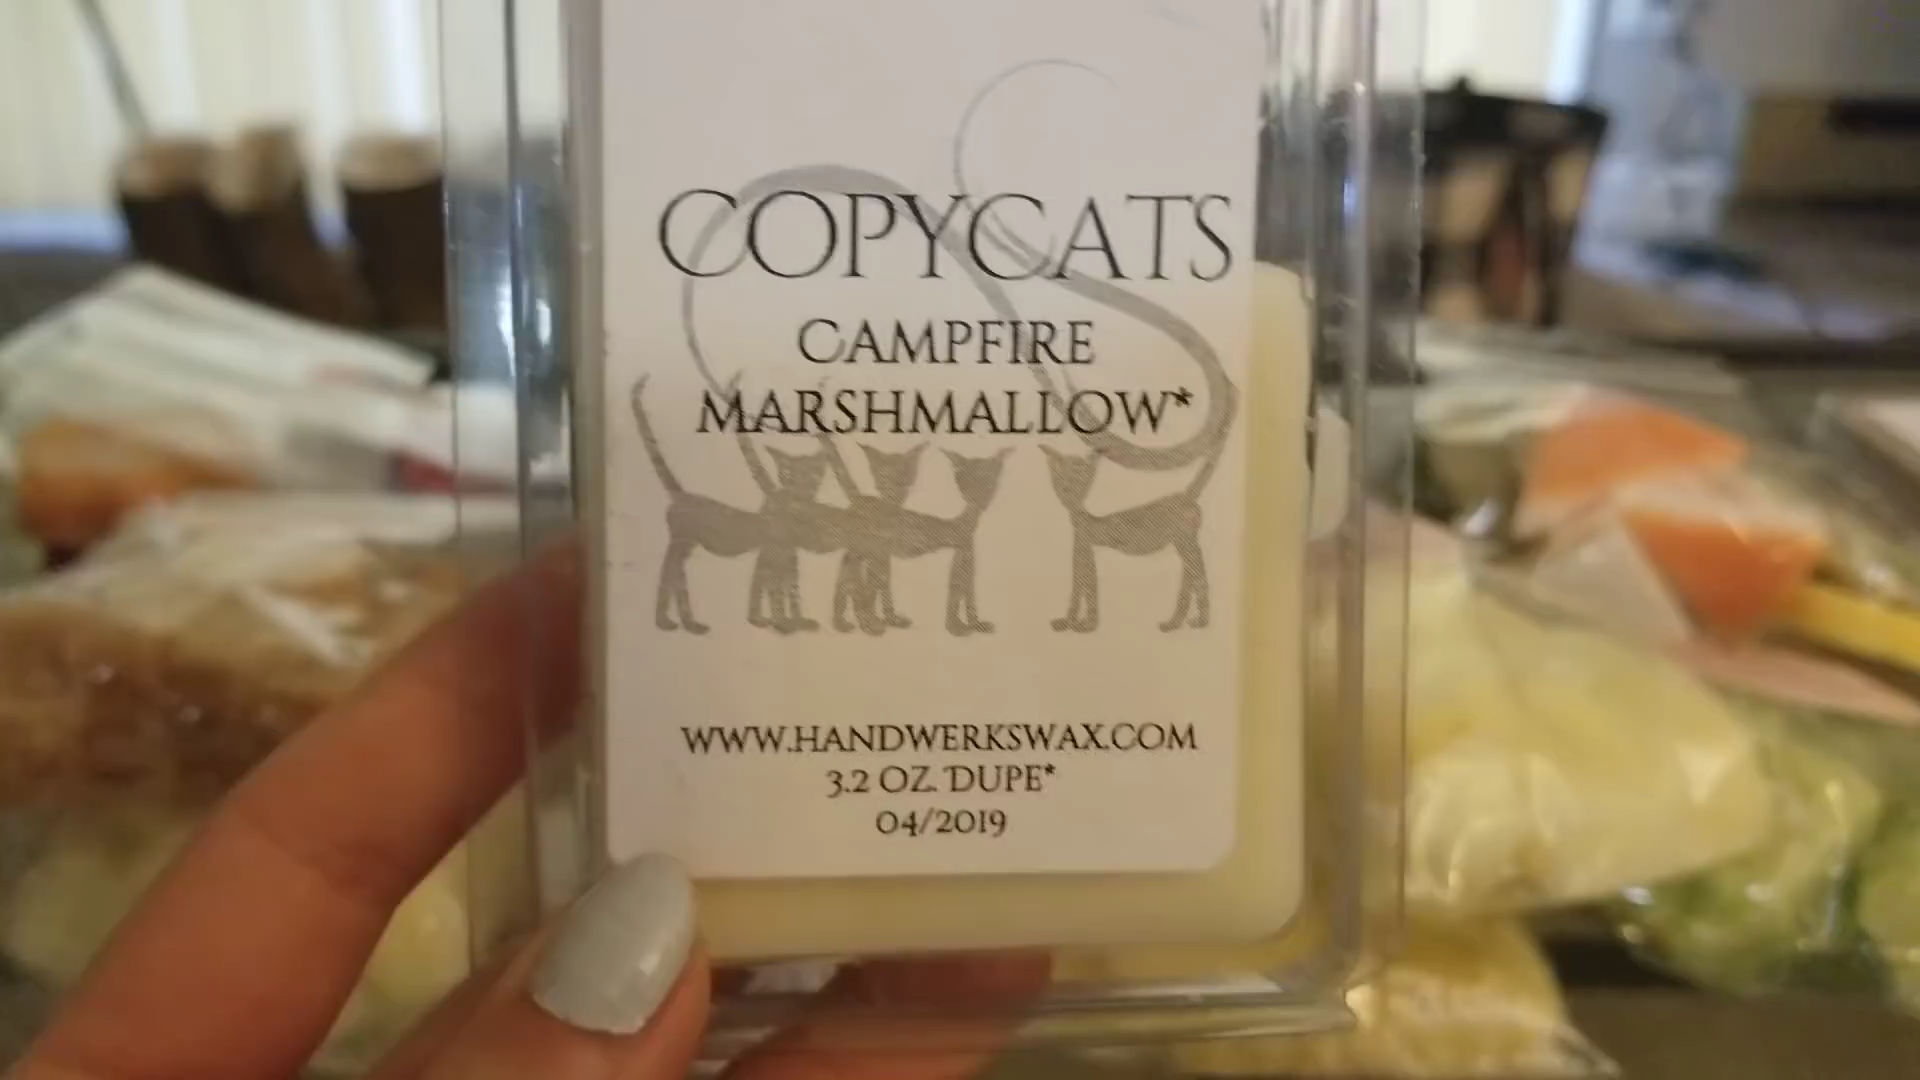 COPYCATS
CAMPFIRE
MARSHMALLOW*
WWW.HANDWERKSWAX.COM
3.2 OZ. DUPE*
04/2019